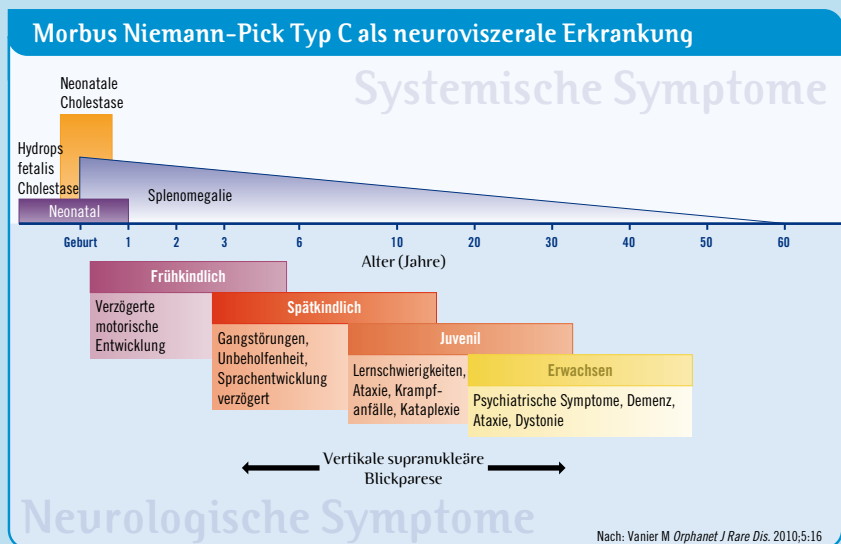 Morbus Niemann-Pick Typ C als neuroviszerale Erkrankung
Systemische Symptome
Neonatale
Cholestase
Hydrops
fetalis
Cholestase
Neonatal
Splenomegalie
Geburt 1 2 3 6 10 20 30 40 50 60
Alter (Jahre)
Frühkindlich
Verzögerte
motorische
Entwicklung
Spätkindlich
Gangstörungen,
Unbeholfenheit,
Sprachentwicklung
verzögert
Juvenil
Lernschwierigkeiten,
Ataxie, Krampf-
anfälle, Kataplexie
Erwachsen
Psychiatrische Symptome, Demenz,
Ataxie, Dystonie
Vertikale supranukleäre
Blickparese
Neurologische Symptome
Nach: Vanier M Orphanet J Rare Dis. 2010;5:16